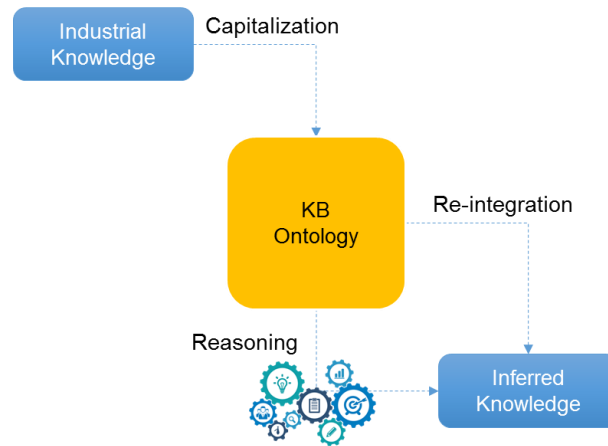 Industrial
Knowledge
Capitalization
KB
Ontology
Re-integration
Reasoning
Inferred
Knowledge